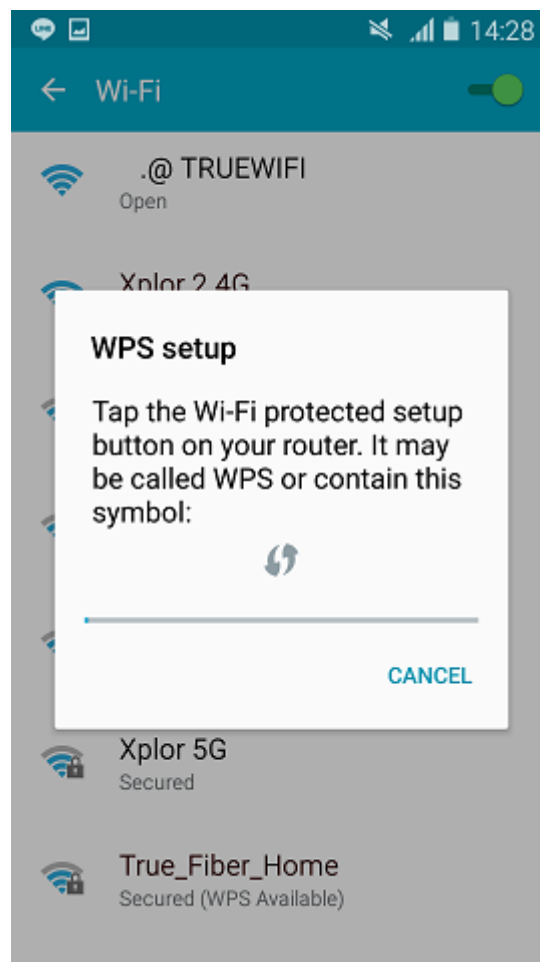 14:28
Wi-Fi
.@ TRUEWIFI
Open
Xplor 2.4G
WPS setup
Tap the Wi-Fi protected setup
button on your router. It may
be called WPS or contain this
symbol:
CANCEL
Xplor 5G
Secured
True_Fiber_Home
Secured (WPS Available)